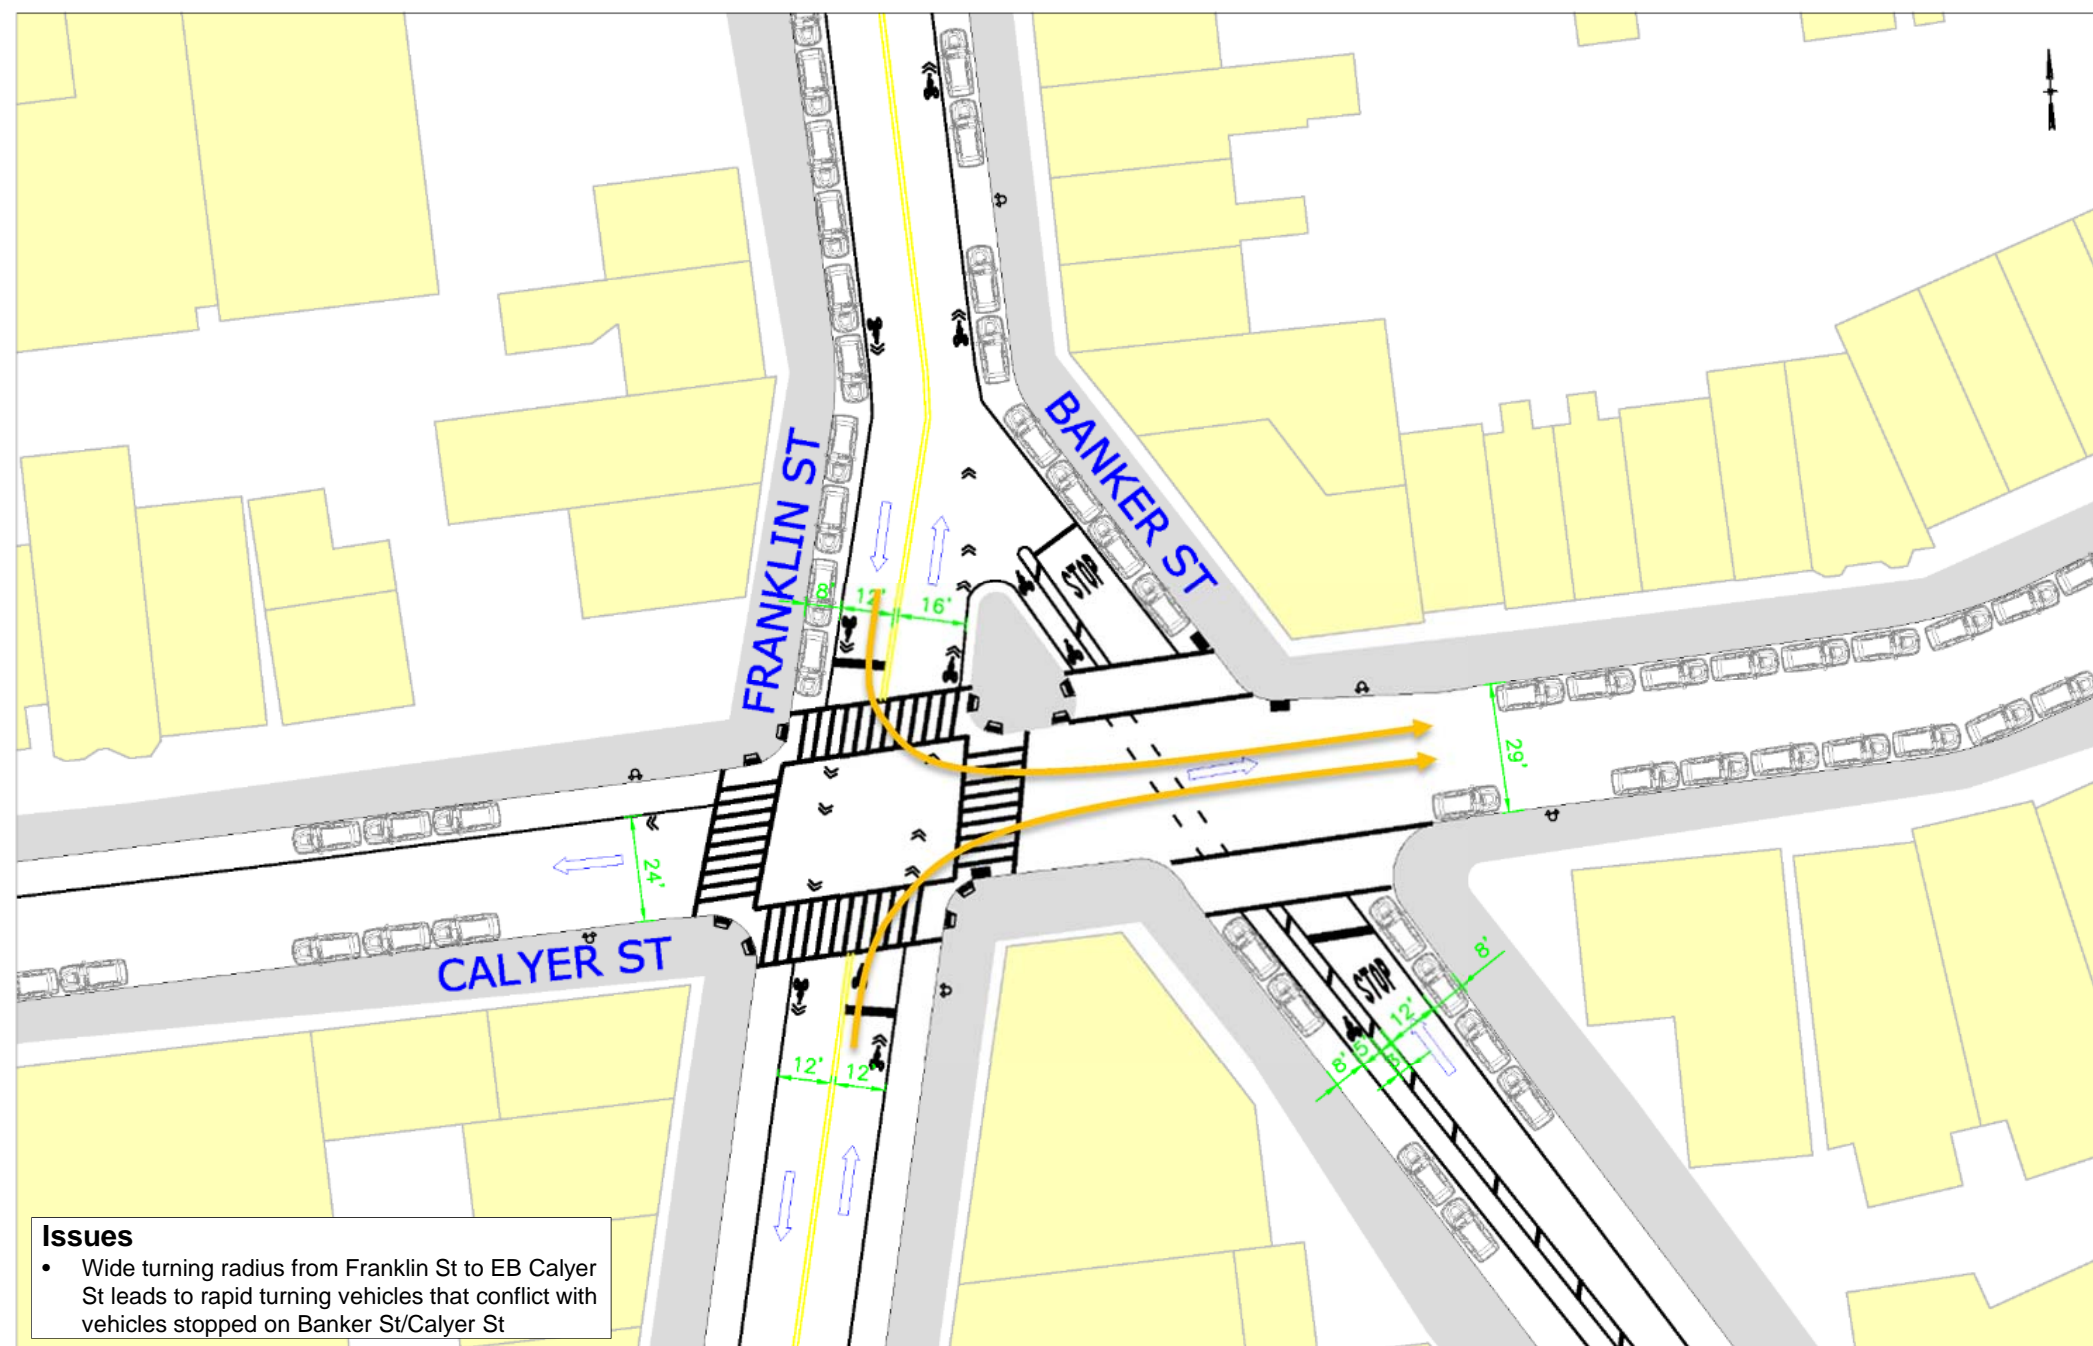 BANKER ST
FRANKLIN ST
STOP
8'
12'
16'
29'
24'
CALYER ST
STOP
8'
12'
5'
8'
12'
12'
Issues
• Wide turning radius from Franklin St to EB Calyer
St leads to rapid turning vehicles that conflict with
vehicles stopped on Banker St/Calyer St